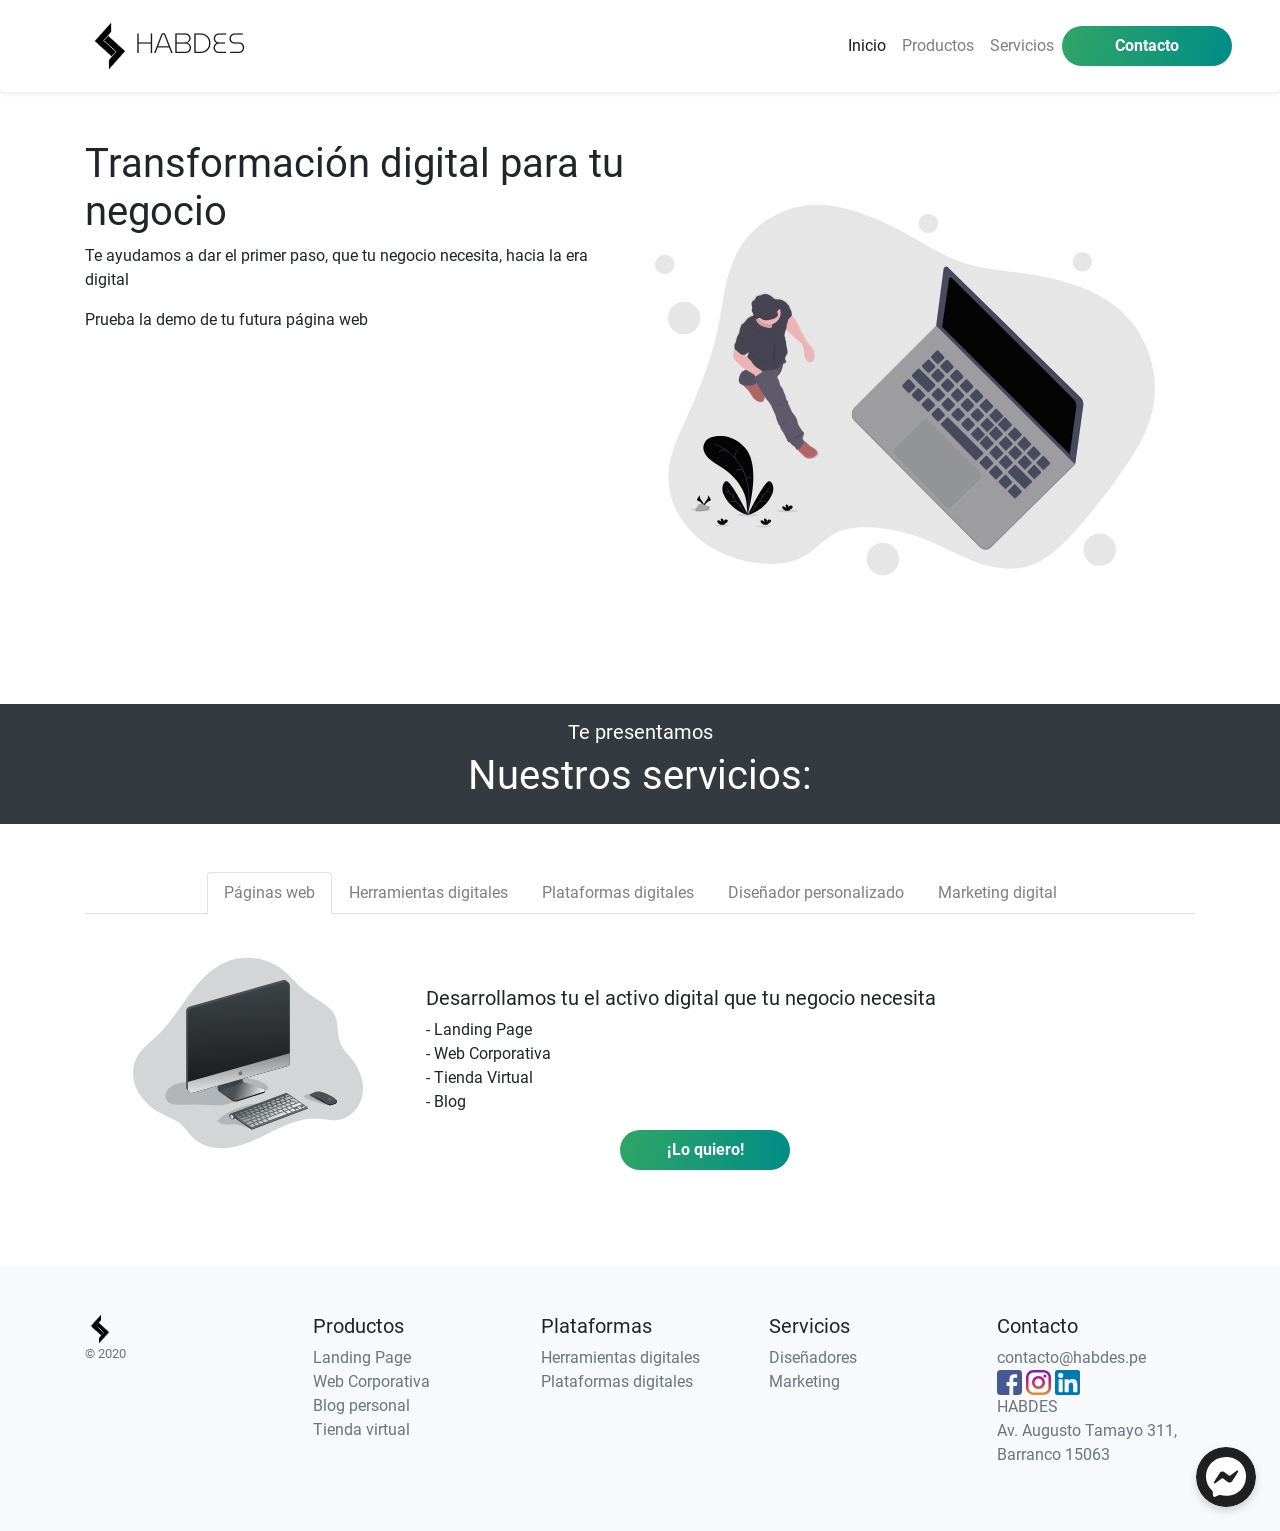 HABDES
Inicio
Productos
Servicios
Contacto
Transformación digital para tu
negocio
Te ayudamos a dar el primer paso, que tu negocio necesita, hacia la era
digital
Prueba la demo de tu futura página web
Te presentamos
Nuestros servicios:
Páginas web
Herramientas digitales
Plataformas digitales
Diseñador personalizado
Marketing digital
Desarrollamos tu el activo digital que tu negocio necesita
- Landing Page
- Web Corporativa
- Tienda Virtual
- Blog
¡Lo quiero!
© 2020
Productos
Landing Page
Web Corporativa
Blog personal
Tienda virtual
Plataformas
Herramientas digitales
Plataformas digitales
Servicios
Diseñadores
Marketing
Contacto
contacto@habdes.pe
HABDES
Av. Augusto Tamayo 311,
Barranco 15063